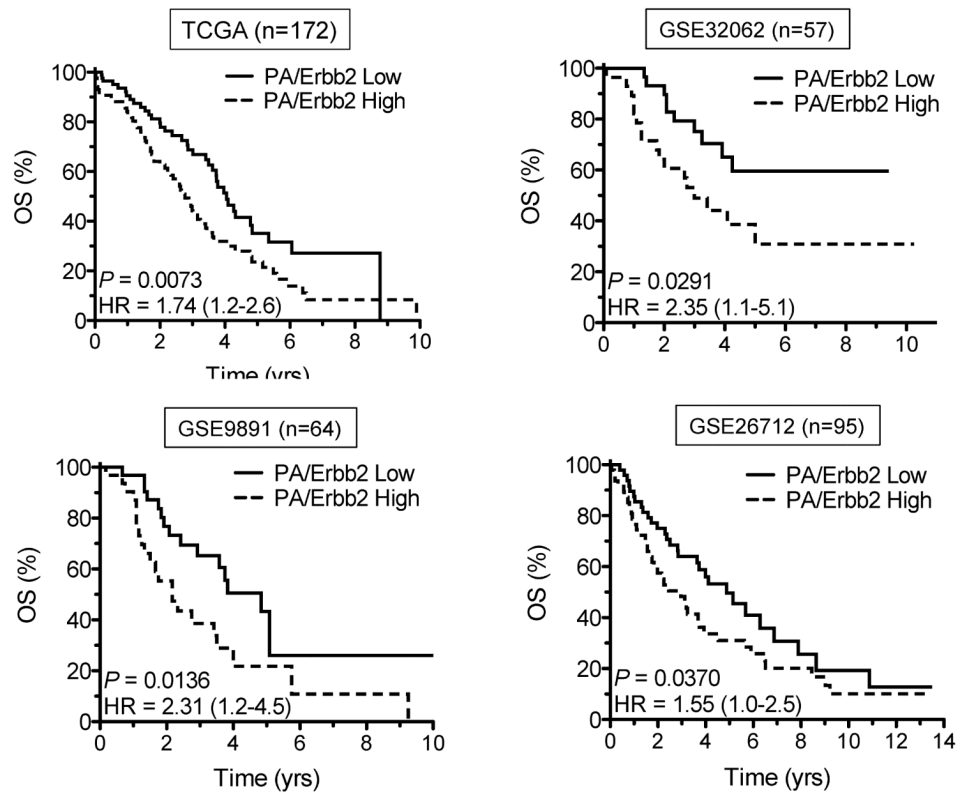 TCGA (n=172)
PA/Erbb2 Low
PA/Erbb2 High
OS (%)
100
80
60
40
20
0
P = 0.0073
HR = 1.74 (1.2-2.6)
0 2 4 6 8 10
Time (yrs)
GSE32062 (n=57)
PA/Erbb2 Low
PA/Erbb2 High
OS (%)
100
80
60
40
20
0
P = 0.0291
HR = 2.35 (1.1-5.1)
0 2 4 6 8 10
GSE9891 (n=64)
PA/Erbb2 Low
PA/Erbb2 High
OS (%)
100
80
60
40
20
0
P = 0.0136
HR = 2.31 (1.2-4.5)
0 2 4 6 8 10
Time (yrs)
GSE26712 (n=95)
PA/Erbb2 Low
PA/Erbb2 High
OS (%)
100
80
60
40
20
0
P = 0.0370
HR = 1.55 (1.0-2.5)
0 2 4 6 8 10 12 14
Time (yrs)